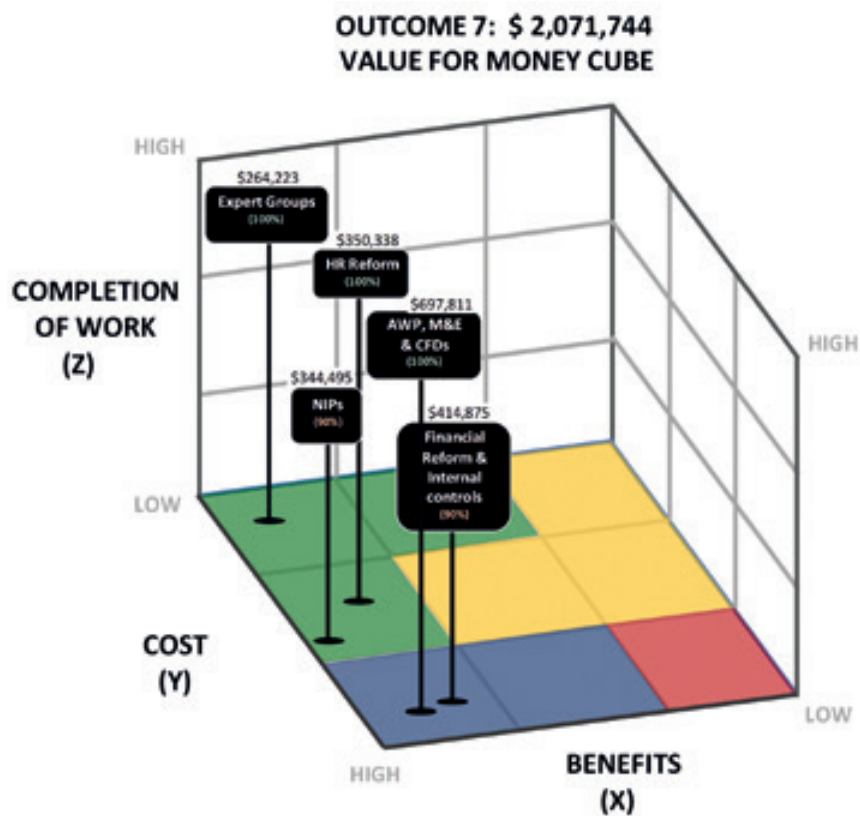 OUTCOME 7: $ 2,071,744
VALUE FOR MONEY CUBE
HIGH
$264,223
Expert Groups
(100%)
$350,338
HR Reform
(100%)
COMPLETION
OF WORK
(Z)
$697,811
AWP, M&E
& CFDs
(100%)
HIGH
$344,495
NIPs
(90%)
$414,875
Financial
Reform &
Internal
controls
(90%)
LOW
COST
(Y)
LOW
HIGH
BENEFITS
(X)